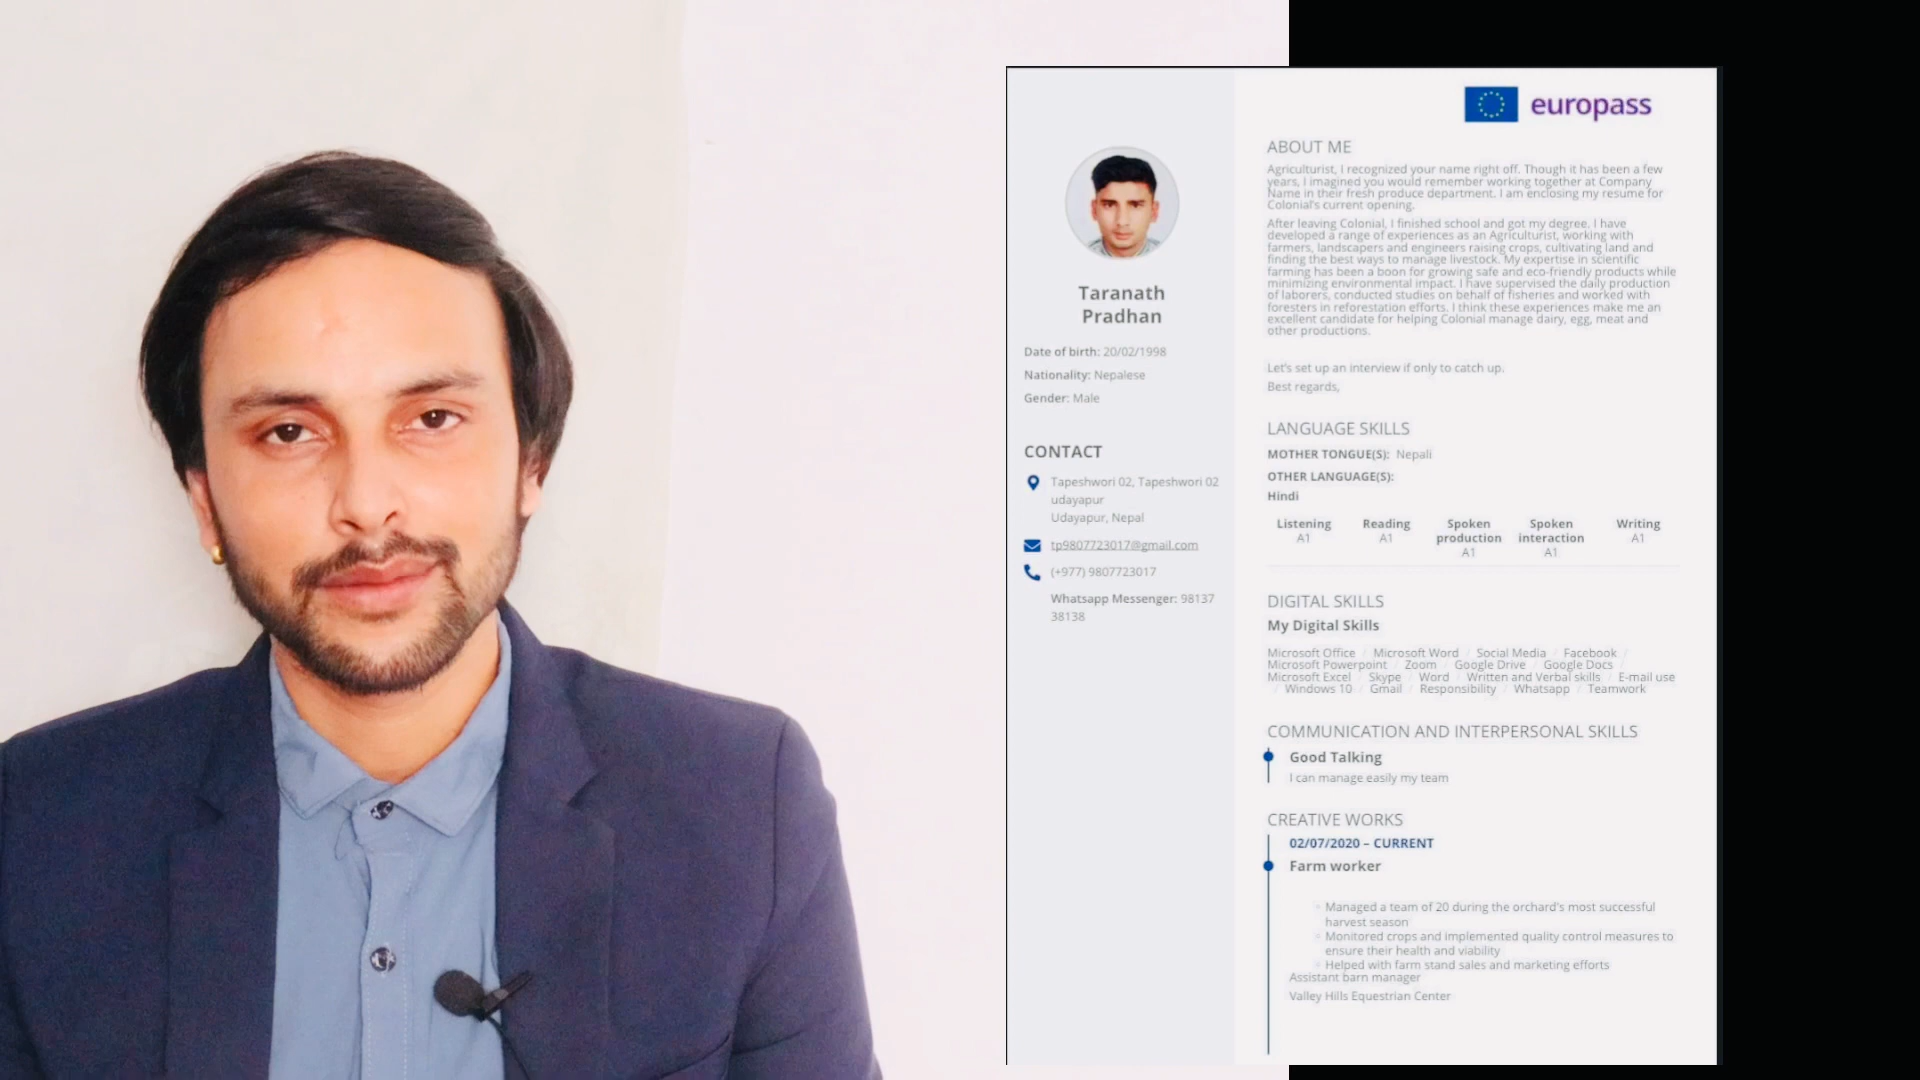 europass
Taranath
Pradhan
Date of birth: 20/02/1998
Nationality: Nepalese
Gender: Male
CONTACT
Tapeshwori 02, Tapeshwori 02
udayapur
Udayapur, Nepal
tp9807723017@gmail.com
(+977) 9807723017
Whatsapp Messenger: 98137
38138
ABOUT ME
Agriculturist, I recognized your name right off. Though it has been a few
years, I imagined you would remember working together at Company
Name in their fresh produce department. I am enclosing my resume for
Colonial's current opening.
After leaving Colonial, I finished school and got my degree. I have
developed a range of experiences as an Agriculturist, working with
farmers, landscapers and engineers raising crops, cultivating land and
finding the best ways to manage livestock. My expertise in scientific
farming has been a boon for growing safe and eco-friendly products while
minimizing environmental impact. I have supervised the daily production
of laborers, conducted studies on behalf of fisheries and worked with
foresters in reforestation efforts. I think these experiences make me an
excellent candidate for helping Colonial manage dairy, egg, meat and
other productions.
Let's set up an interview if only to catch up.
Best regards,
LANGUAGE SKILLS
MOTHER TONGUE(S): Nepali
OTHER LANGUAGE(S):
Hindi
Listening Reading Spoken production Spoken interaction Writing
A1 A1 A1 A1 A1
DIGITAL SKILLS
My Digital Skills
Microsoft Office / Microsoft Word / Social Media / Facebook /
Microsoft Powerpoint / Zoom / Google Drive / Google Docs /
Microsoft Excel / Skype / Word / Written and Verbal skills / E-mail use
/ Windows 10 / Gmail / Responsibility / Whatsapp / Teamwork
COMMUNICATION AND INTERPERSONAL SKILLS
Good Talking
I can manage easily my team
CREATIVE WORKS
02/07/2020 – CURRENT
Farm worker
Managed a team of 20 during the orchard's most successful
harvest season
Monitored crops and implemented quality control measures to
ensure their health and viability
Helped with farm stand sales and marketing efforts
Assistant barn manager
Valley Hills Equestrian Center